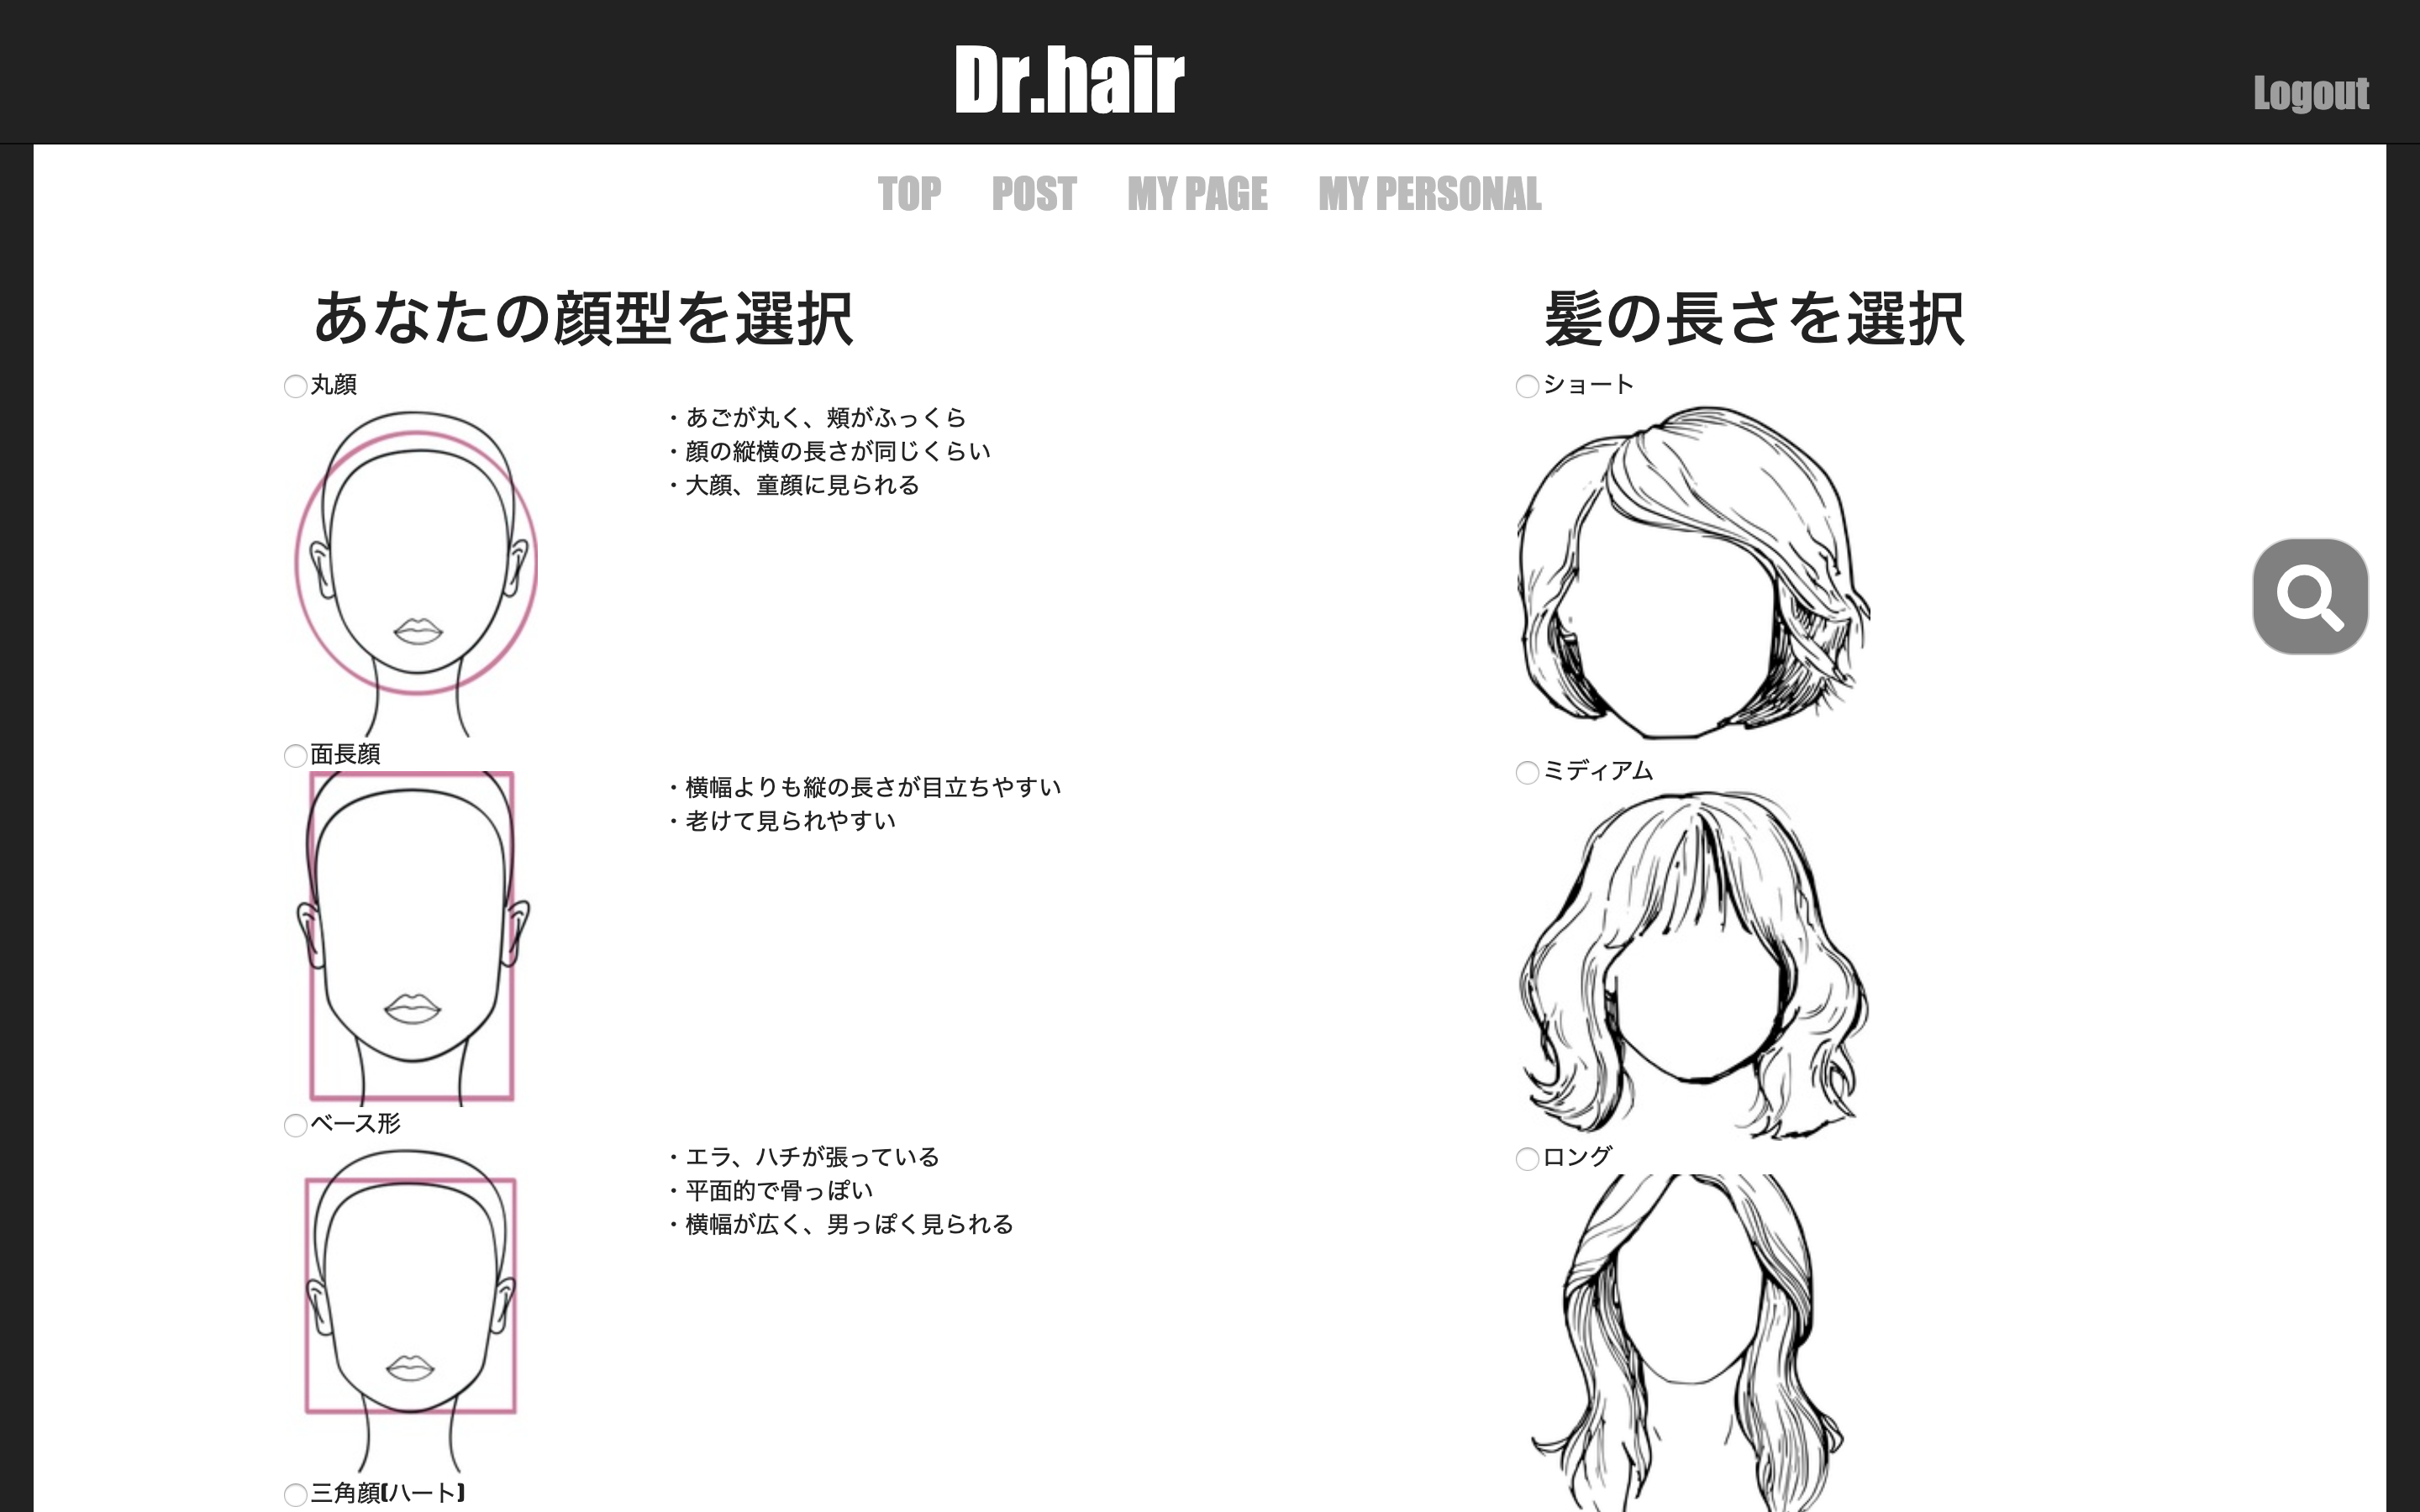 Dr.hair
Logout
TOP POST MY PAGE MY PERSONAL
あなたの顔型を選択
丸顔
・あごが丸く、頬がふっくら
・顔の縦横の長さが同じくらい
・大顔、童顔に見られる
面長顔
・横幅よりも縦の長さが目立ちやすい
・老けて見られやすい
ベース形
・エラ、ハチが張っている
・平面的で骨っぽい
・横幅が広く、男っぽく見られる
三角顔(ハート)
髪の長さを選択
ショート
ミディアム
ロング